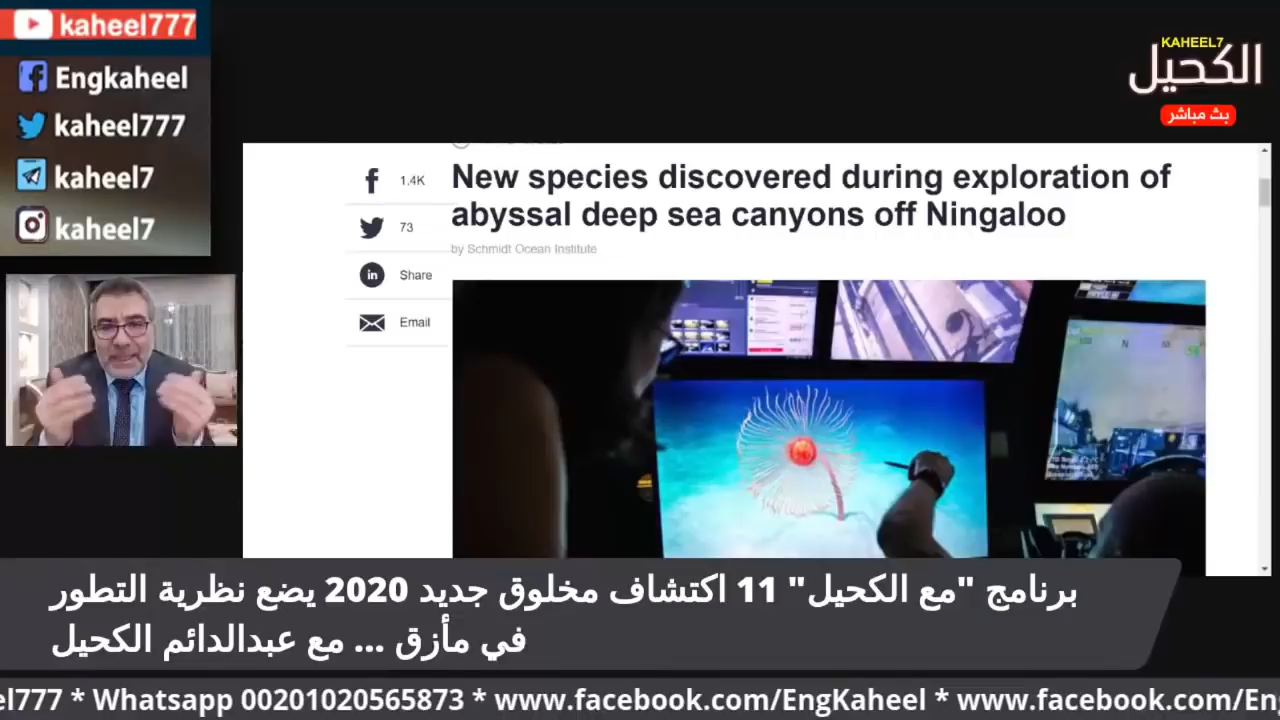 kaheel777
Engkaheel
kaheel777
kaheel7
kaheel7
KAHEEL7
الكحيل
بث مباشر
1.4K
73
Share
Email
New species discovered during exploration of
abyssal deep sea canyons off Ningaloo
by Schmidt Ocean Institute
برنامج "مع الكحيل" 11 اكتشاف مخلوق جديد 2020 يضع نظرية التطور
في مأزق ... مع عبدالدائم الكحيل
el777 * Whatsapp 00201020565873 * www.facebook.com/EngKaheel * www.facebook.com/Eng